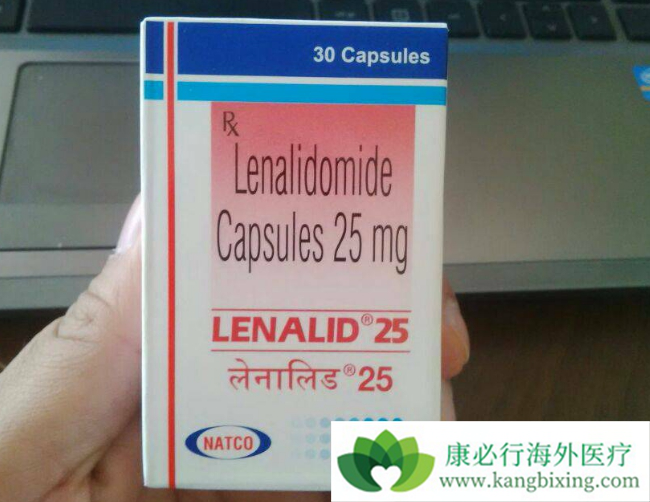 30 Capsules
Rx
Lenalidomide
Capsules 25 mg
LENALID® 25
लेनालिड® 25
NATCO
康必行海外医疗
www.kangbixing.com